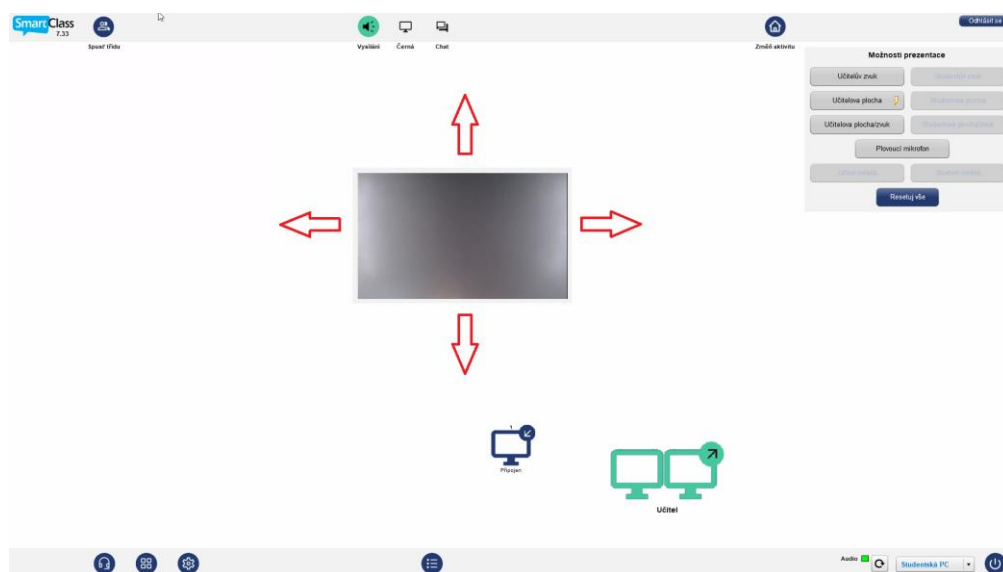 SmartClass
7.33
Spusť třídu
Vysílání
Černá
Chat
Změň aktivitu
Odhlásit se
Možnosti prezentace
Učitelův zvuk
Učitelova plocha
Učitelova plocha/zvuk
Plovoucí mikrofon
Resetuj vše
1
Připojen
Učitel
Audio
Studentská PC